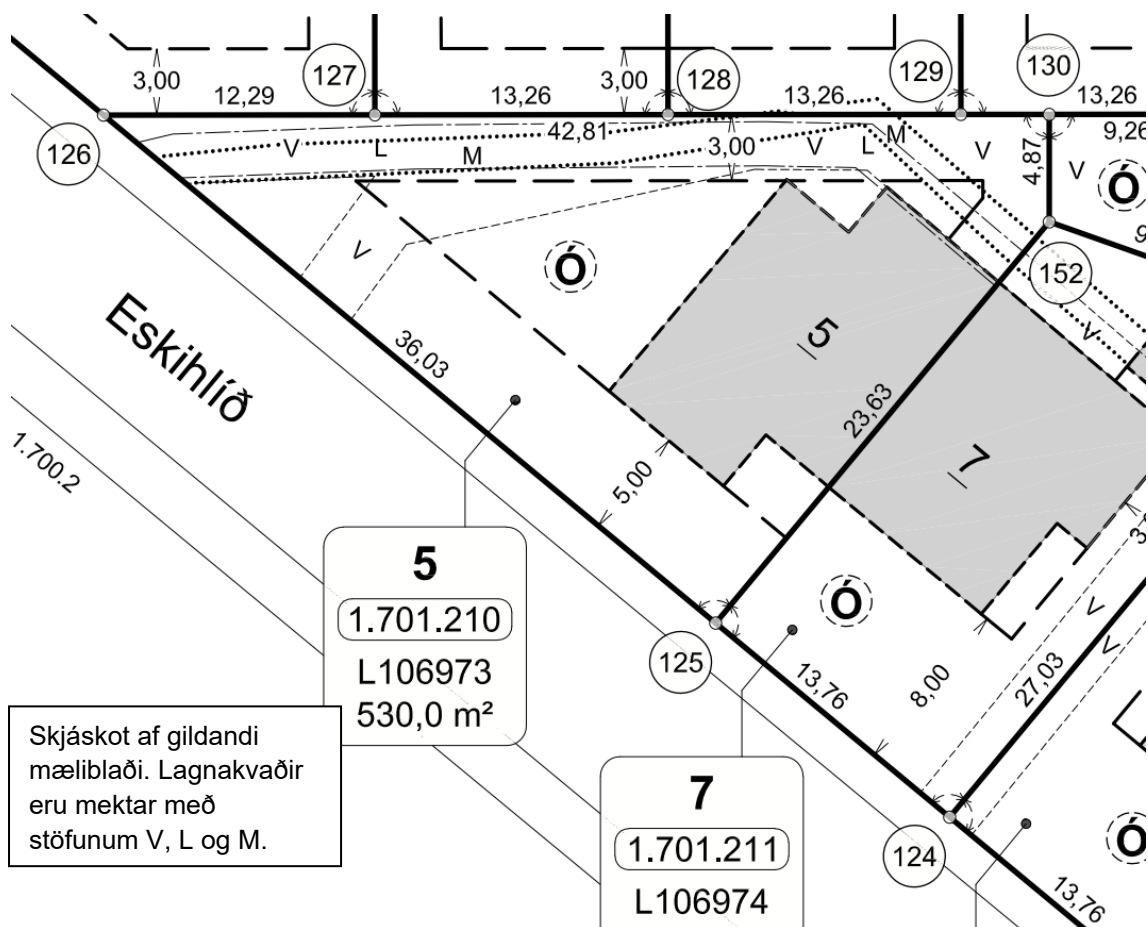 127
128
129
130
3,00
12,29
3,00
13,26
13,26
13,26
126
V
L
42,81
M
3,00
V
L
M
V
4,87
9,26
V
Ó
V
Ó
152
Eskihlíð
36,03
5
V
23,63
7
1.700.2
5,00
5
1.701.210
L106973
530,0 m²
Ó
V
V
125
13,76
8,00
27,03
Skjáskot af gildandi
mæliblaði. Lagnakvaðir
eru mektar með
stöfunum V, L og M.
7
1.701.211
L106974
124
Ó
13,76